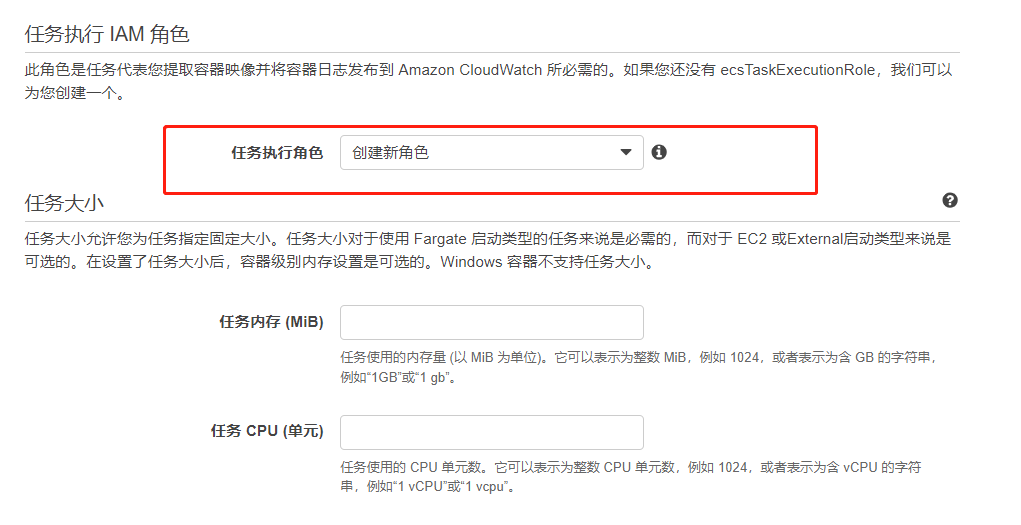 任务执行 IAM 角色
此角色是任务代表您提取容器映像并将容器日志发布到 Amazon CloudWatch 所必需的。如果您还没有 ecsTaskExecutionRole，我们可以
为您创建一个。
任务执行角色 创建新角色
任务大小
任务大小允许您为任务指定固定大小。任务大小对于使用 Fargate 启动类型的任务来说是必需的，而对于 EC2 或External启动类型来说是
可选的。在设置了任务大小后，容器级别内存设置是可选的。Windows 容器不支持任务大小。
任务内存 (MiB)
任务使用的内存量 (以 MiB 为单位)。它可以表示为整数 MiB，例如 1024，或者表示为含 GB 的字符串，
例如“1GB”或“1 gb”。
任务 CPU (单元)
任务使用的 CPU 单元数。它可以表示为整数 CPU 单元数，例如 1024，或者表示为含 vCPU 的字符
串，例如“1 vCPU”或“1 vcpu”。